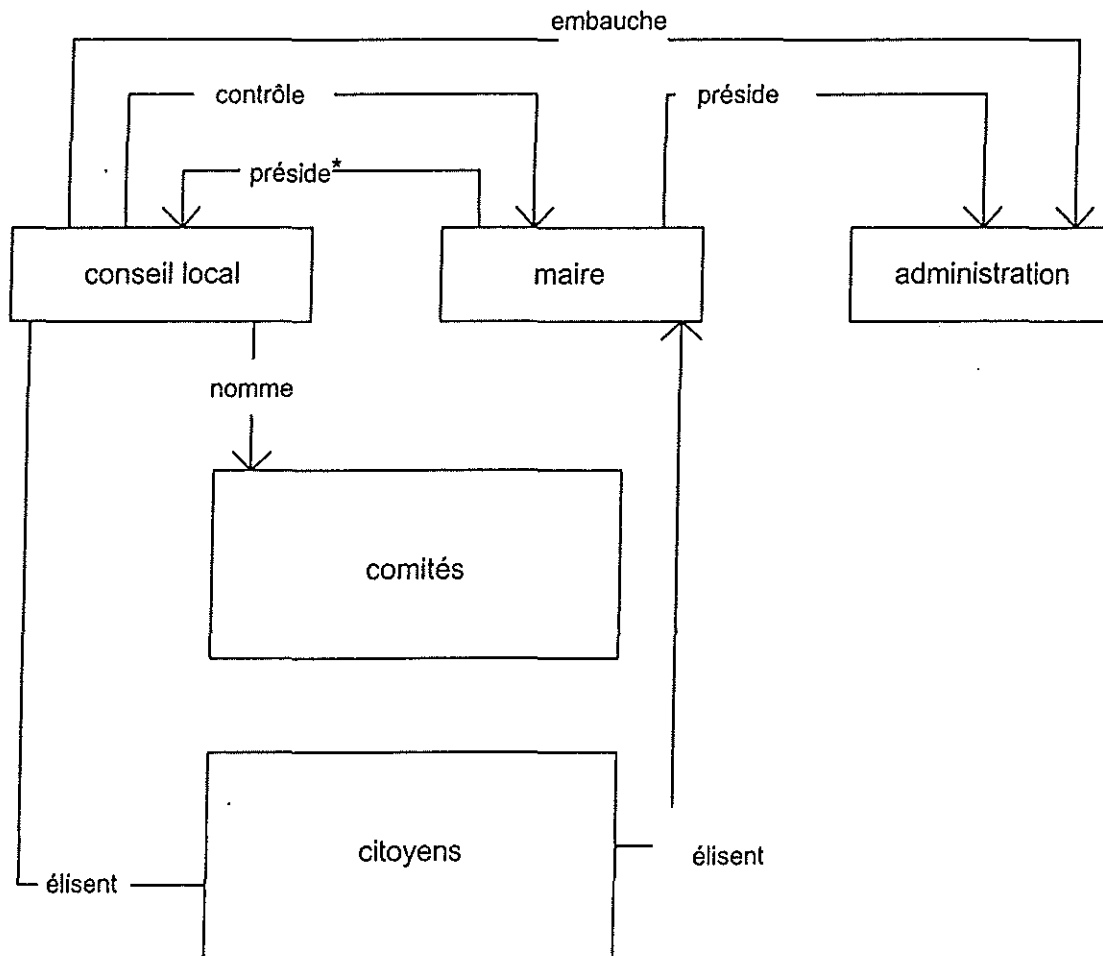 embauche
contrôle
préside
préside*
conseil local
maire
administration
nomme
comités
citoyens
élisent
élisent